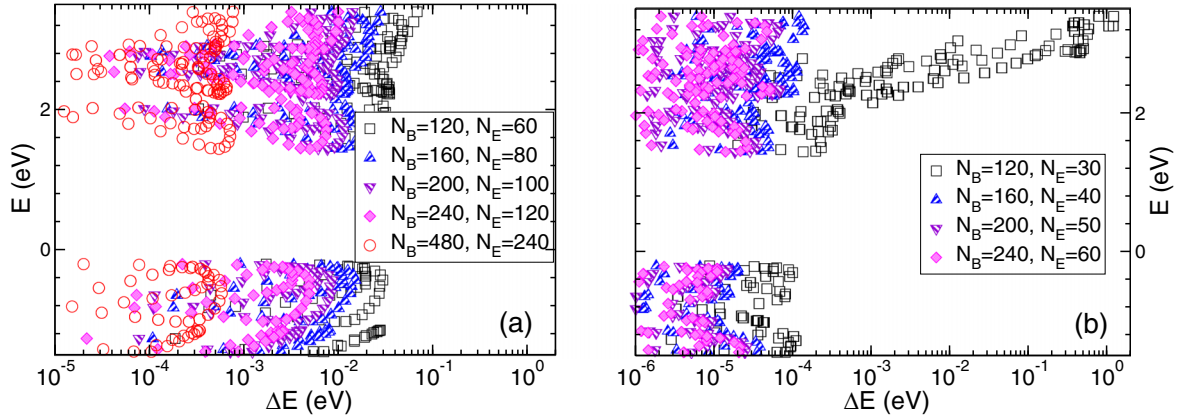 E (eV)
2
0
N_B=120, N_E=60
N_B=160, N_E=80
N_B=200, N_E=100
N_B=240, N_E=120
N_B=480, N_E=240
(a)
10^-5 10^-4 10^-3 10^-2 10^-1 10^0
ΔE (eV)
N_B=120, N_E=30
N_B=160, N_E=40
N_B=200, N_E=50
N_B=240, N_E=60
(b)
2
0
E (eV)
10^-6 10^-5 10^-4 10^-3 10^-2 10^-1 10^0
ΔE (eV)